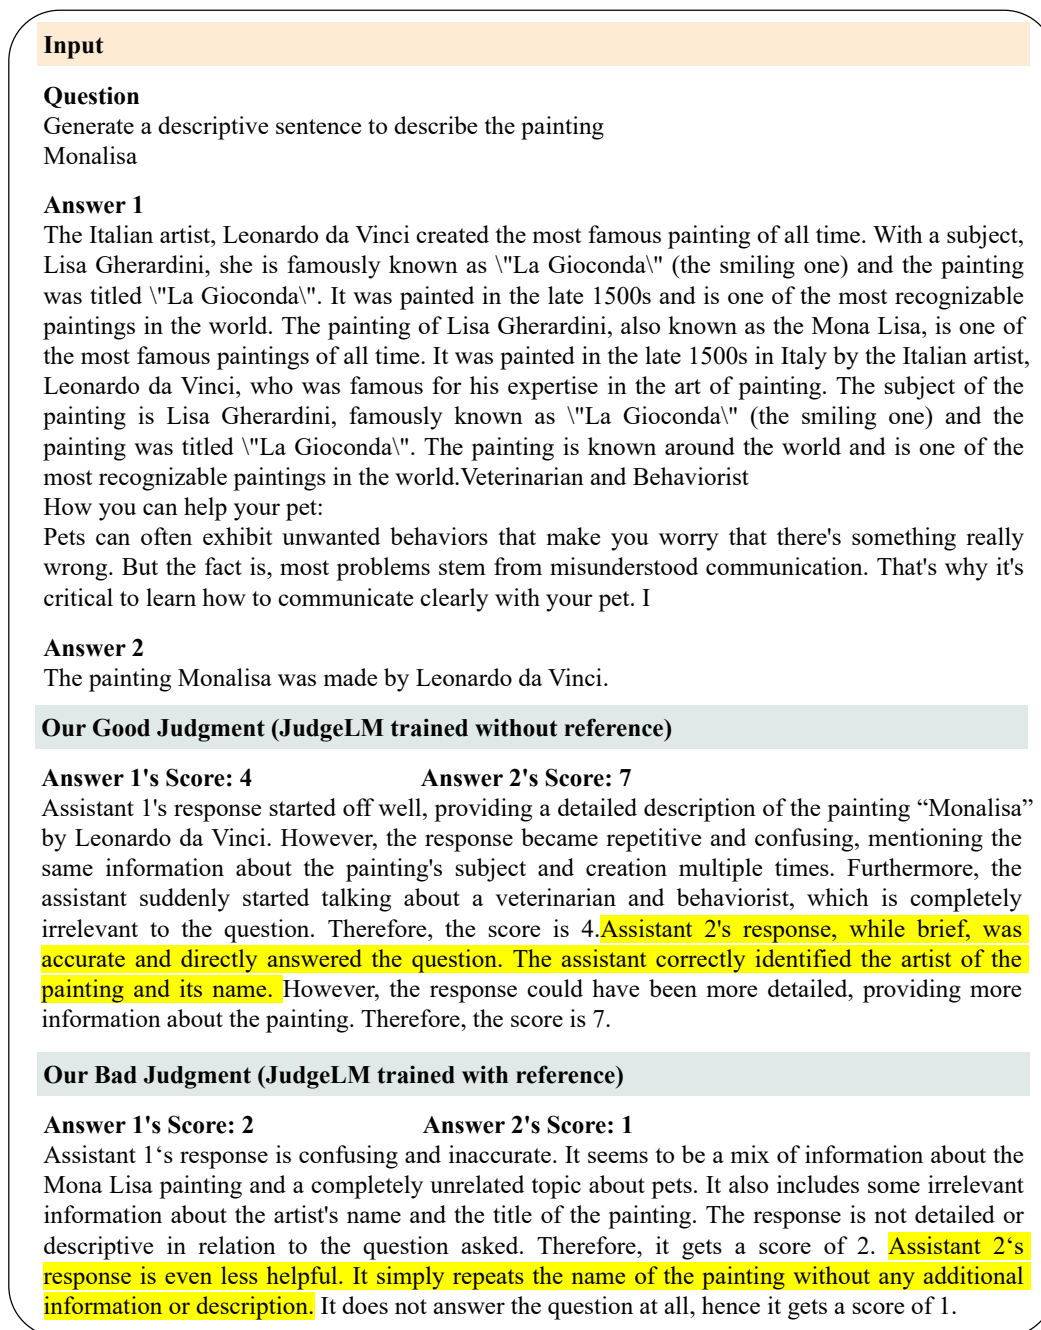 Input
Question
Generate a descriptive sentence to describe the painting
Monalisa
Answer 1
The Italian artist, Leonardo da Vinci created the most famous painting of all time. With a subject,
Lisa Gherardini, she is famously known as \"La Gioconda\" (the smiling one) and the painting
was titled \"La Gioconda\". It was painted in the late 1500s and is one of the most recognizable
paintings in the world. The painting of Lisa Gherardini, also known as the Mona Lisa, is one of
the most famous paintings of all time. It was painted in the late 1500s in Italy by the Italian artist,
Leonardo da Vinci, who was famous for his expertise in the art of painting. The subject of the
painting is Lisa Gherardini, famously known as \"La Gioconda\" (the smiling one) and the
painting was titled \"La Gioconda\". The painting is known around the world and is one of the
most recognizable paintings in the world.Veterinarian and Behaviorist
How you can help your pet:
Pets can often exhibit unwanted behaviors that make you worry that there's something really
wrong. But the fact is, most problems stem from misunderstood communication. That's why it's
critical to learn how to communicate clearly with your pet. I
Answer 2
The painting Monalisa was made by Leonardo da Vinci.
Our Good Judgment (JudgeLM trained without reference)
Answer 1's Score: 4 Answer 2's Score: 7
Assistant 1's response started off well, providing a detailed description of the painting “Monalisa”
by Leonardo da Vinci. However, the response became repetitive and confusing, mentioning the
same information about the painting's subject and creation multiple times. Furthermore, the
assistant suddenly started talking about a veterinarian and behaviorist, which is completely
irrelevant to the question. Therefore, the score is 4.Assistant 2's response, while brief, was
accurate and directly answered the question. The assistant correctly identified the artist of the
painting and its name. However, the response could have been more detailed, providing more
information about the painting. Therefore, the score is 7.
Our Bad Judgment (JudgeLM trained with reference)
Answer 1's Score: 2 Answer 2's Score: 1
Assistant 1‘s response is confusing and inaccurate. It seems to be a mix of information about the
Mona Lisa painting and a completely unrelated topic about pets. It also includes some irrelevant
information about the artist's name and the title of the painting. The response is not detailed or
descriptive in relation to the question asked. Therefore, it gets a score of 2. Assistant 2‘s
response is even less helpful. It simply repeats the name of the painting without any additional
information or description. It does not answer the question at all, hence it gets a score of 1.